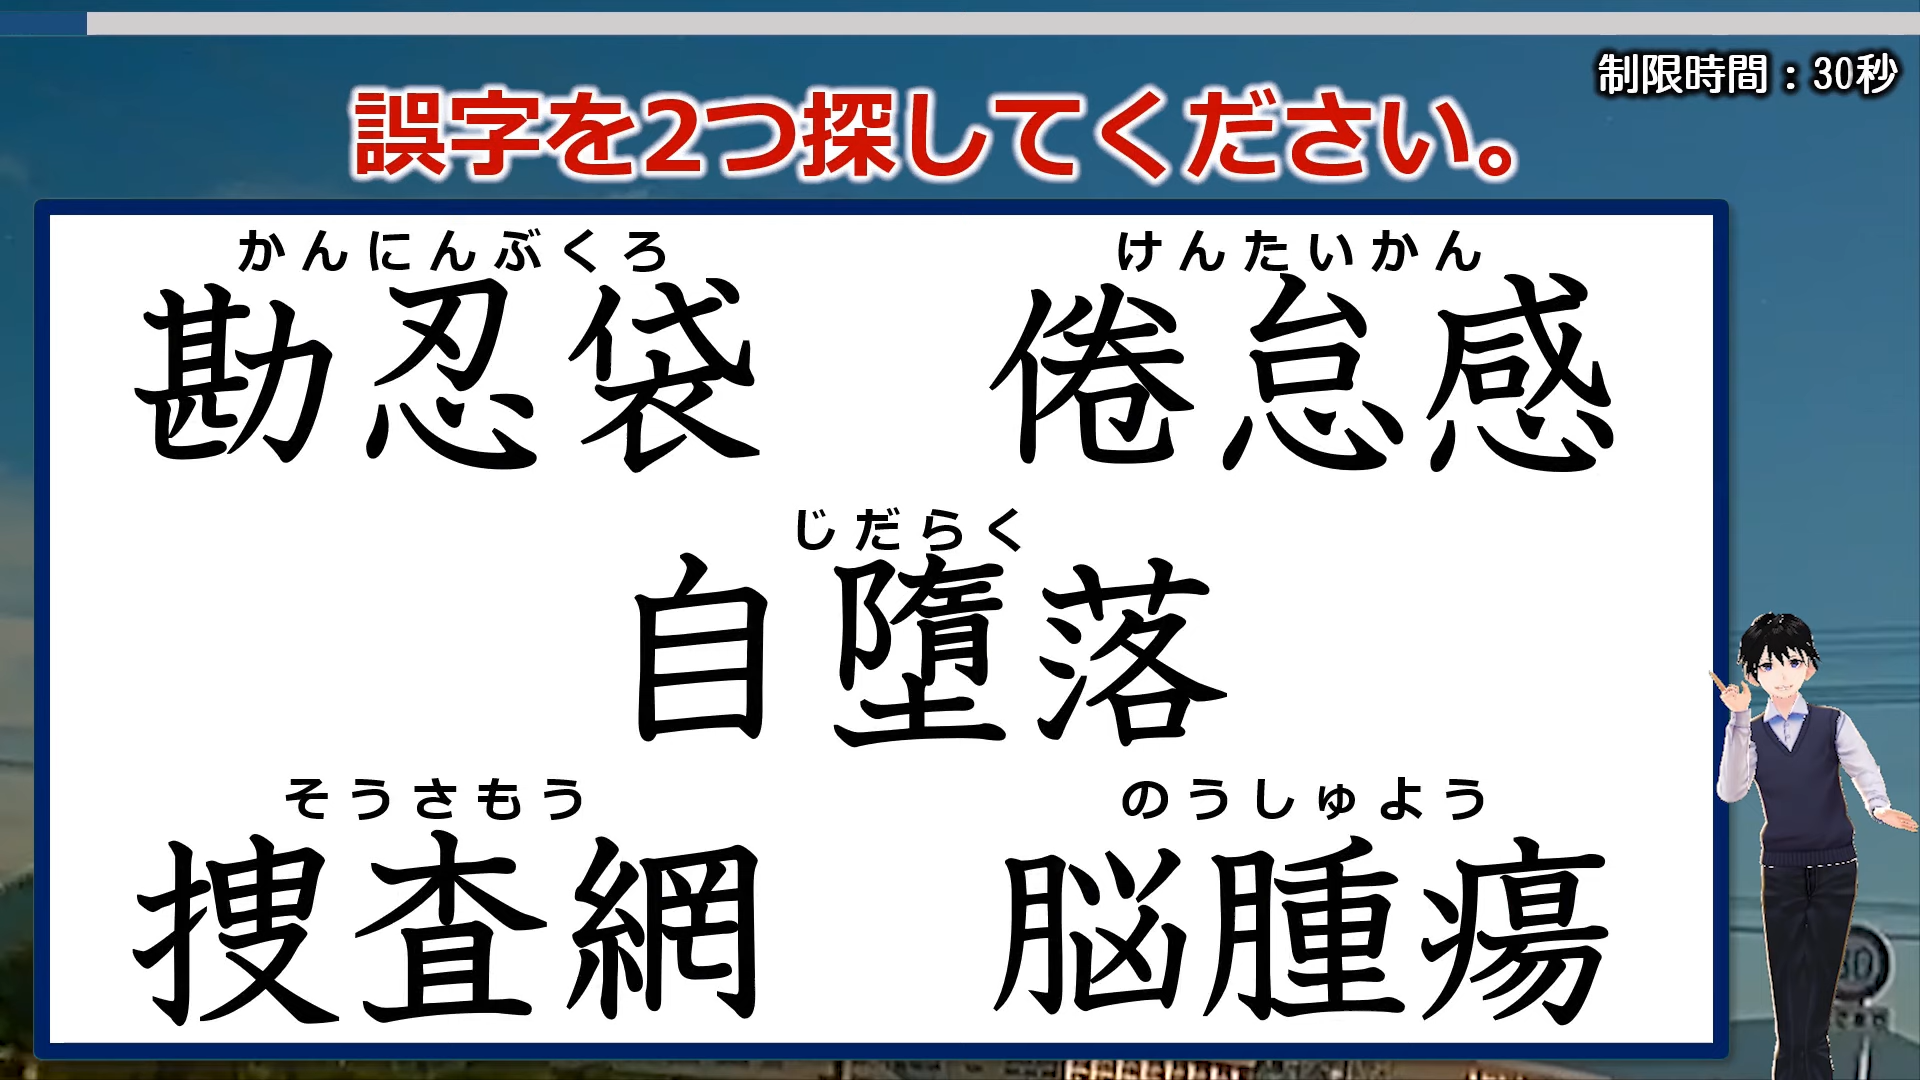 制限時間：30秒
誤字を2つ探してください。
かんにんぶくろ
勘忍袋
けんたいかん
倦怠感
じだらく
自墮落
そうさもう
捜査網
のうしゅよう
脳腫瘍